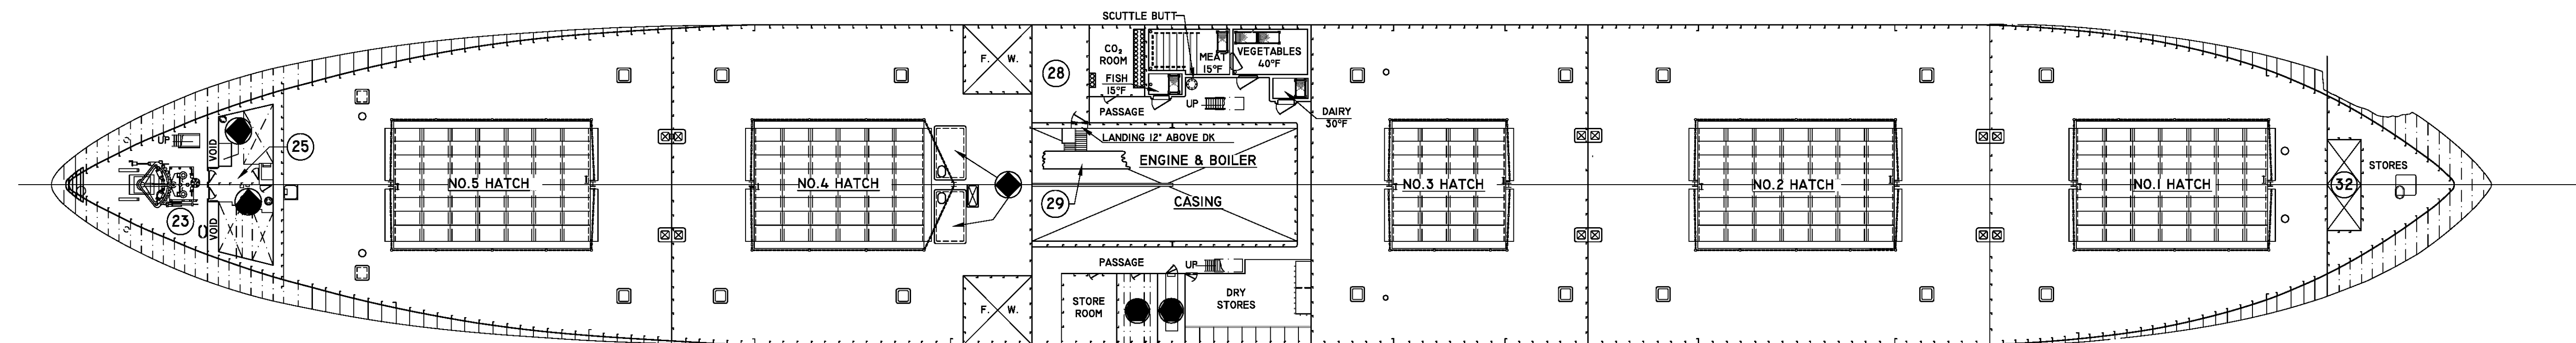 SCUTTLE BUTT
CO₂
ROOM
MEAT
15°F
VEGETABLES
40°F
F. W.
28
FISH
15°F
PASSAGE
UP
DAIRY
30°F
UP
VOID
25
LANDING 12" ABOVE DK
ENGINE & BOILER
STORES
NO.5 HATCH
NO.4 HATCH
NO.3 HATCH
NO.2 HATCH
NO.1 HATCH
32
29
CASING
23
VOID
PASSAGE
UP
F. W.
STORE
ROOM
DRY
STORES